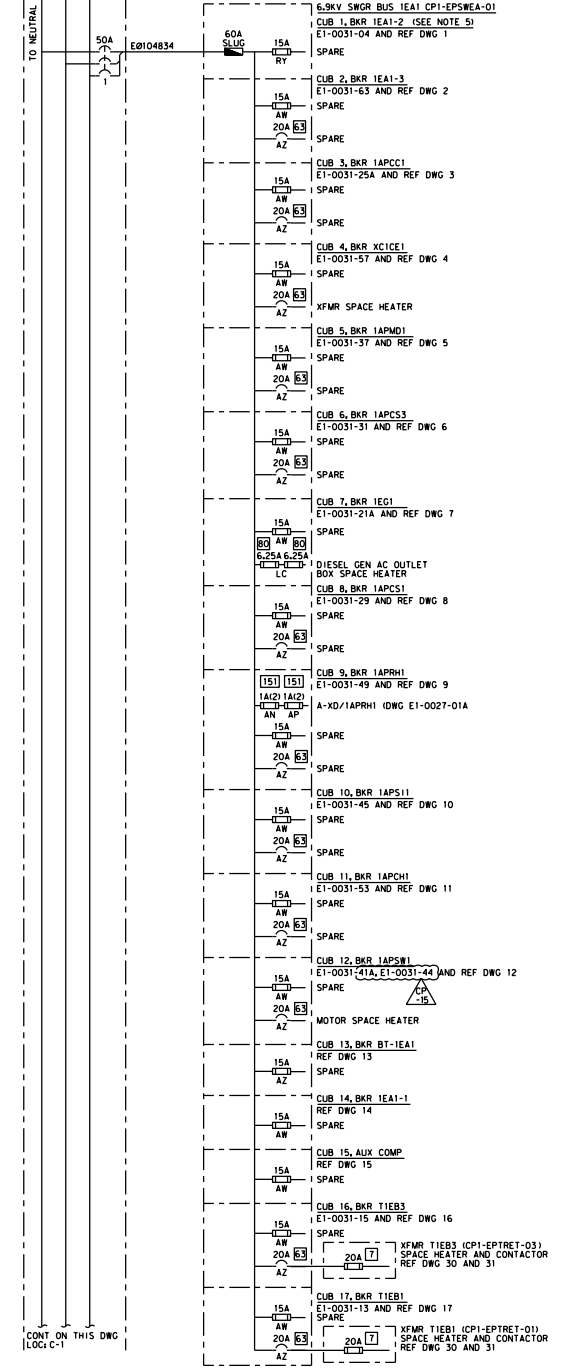 TO NEUTRAL
50A
1
EØ104834
60A
SLUG
6.9KV SWGR BUS 1EA1 CP1-EPSWEA-01
CUB 1, BKR 1EA1-2 (SEE NOTE 5)
E1-0031-04 AND REF DWG 1
15A
RY
SPARE
CUB 2, BKR 1EA1-3
E1-0031-63 AND REF DWG 2
15A
AW
SPARE
20A 63
AZ
SPARE
CUB 3, BKR 1APCC1
E1-0031-25A AND REF DWG 3
15A
AW
SPARE
20A 63
AZ
SPARE
CUB 4, BKR XC1CE1
E1-0031-57 AND REF DWG 4
15A
AW
SPARE
20A 63
AZ
XFMR SPACE HEATER
CUB 5, BKR 1APMD1
E1-0031-37 AND REF DWG 5
15A
AW
SPARE
20A 63
AZ
SPARE
CUB 6, BKR 1APCS3
E1-0031-31 AND REF DWG 6
15A
AW
SPARE
20A 63
AZ
SPARE
CUB 7, BKR 1EG1
E1-0031-21A AND REF DWG 7
15A
AW
SPARE
80 80
6.25A 6.25A
LC
DIESEL GEN AC OUTLET
BOX SPACE HEATER
CUB 8, BKR 1APCS1
E1-0031-29 AND REF DWG 8
15A
AW
SPARE
20A 63
AZ
SPARE
CUB 9, BKR 1APRH1
E1-0031-49 AND REF DWG 9
151 151
1A(2) 1A(2)
AN AP
A-XD/1APRH1 (DWG E1-0027-01A
15A
AW
SPARE
20A 63
AZ
SPARE
CUB 10, BKR 1APSI1
E1-0031-45 AND REF DWG 10
15A
AW
SPARE
20A 63
AZ
SPARE
CUB 11, BKR 1APCH1
E1-0031-53 AND REF DWG 11
15A
AW
SPARE
20A 63
AZ
SPARE
CUB 12, BKR 1APSW1
E1-0031-41A, E1-0031-44 AND REF DWG 12
CP
-15
15A
AW
SPARE
20A 63
AZ
MOTOR SPACE HEATER
CUB 13, BKR BT-1EA1
REF DWG 13
15A
AZ
SPARE
CUB 14, BKR 1EA1-1
REF DWG 14
15A
AW
SPARE
CUB 15, AUX COMP
REF DWG 15
15A
AW
SPARE
CUB 16, BKR T1EB3
E1-0031-15 AND REF DWG 16
15A
AW
SPARE
20A 63
AZ
20A 7
XFMR T1EB3 (CP1-EPTRET-03)
SPACE HEATER AND CONTACTOR
REF DWG 30 AND 31
CUB 17, BKR T1EB1
E1-0031-13 AND REF DWG 17
15A
AW
SPARE
20A 63
AZ
20A 7
XFMR T1EB1 (CP1-EPTRET-01)
SPACE HEATER AND CONTACTOR
REF DWG 30 AND 31
CONT ON THIS DWG
LOC: C-1